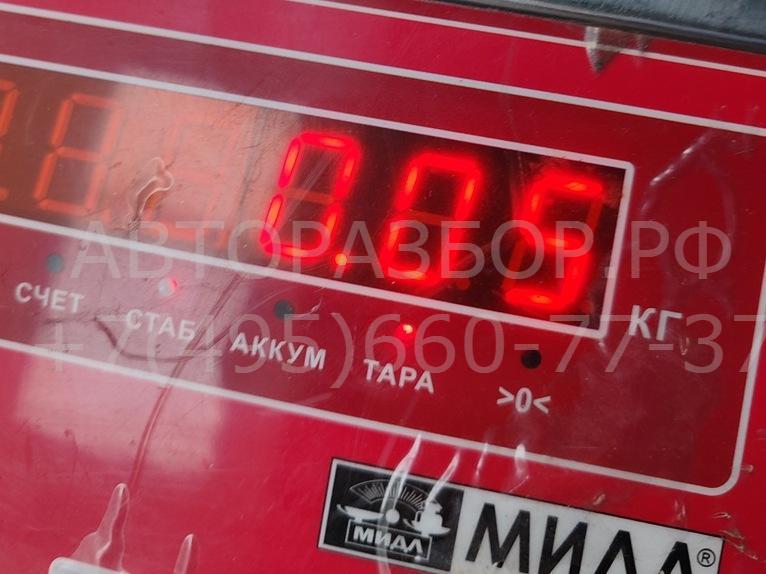 0.05
КГ
СЧЕТ СТАБ АККУМ ТАРА >0<
АВТОРАЗБОР.РФ
+7(495)660-77-37
МИДЛ МИДЛ®